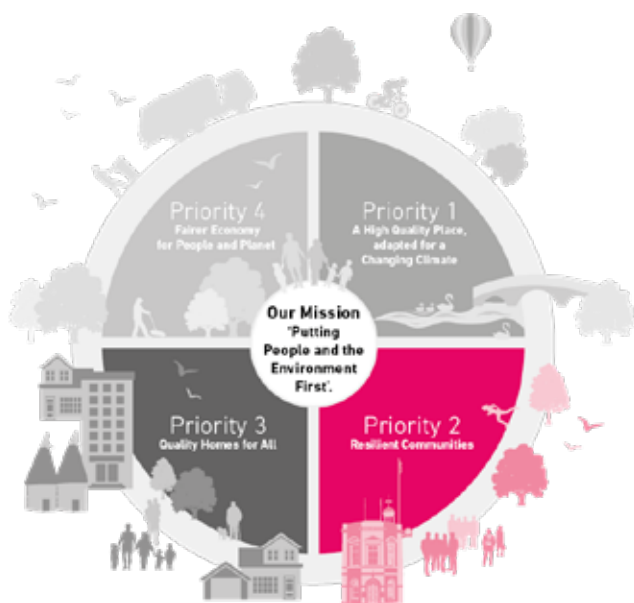 Priority 4
Fairer Economy
for People and Planet
Priority 1
A High Quality Place,
adapted for a
Changing Climate
Our Mission
'Putting
People and the
Environment
First'.
Priority 3
Quality Homes for All
Priority 2
Resilient Communities